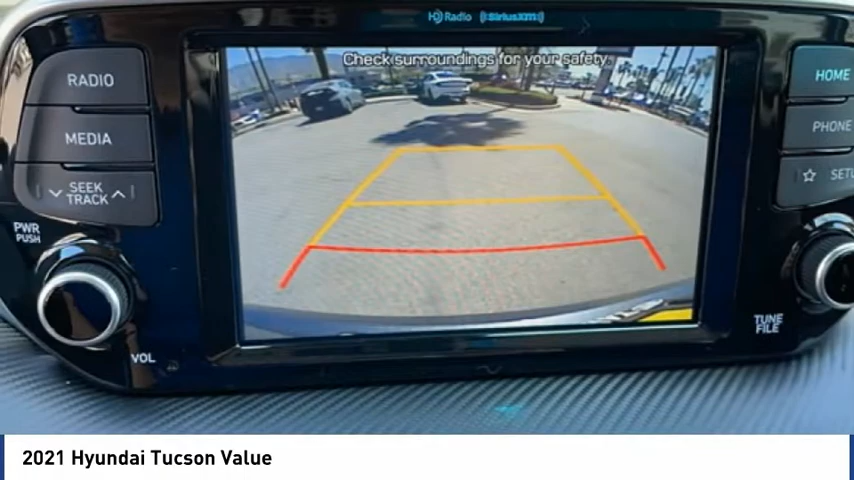 HD Radio (SiriusXM)
Check surroundings for your safety.
RADIO
MEDIA
SEEK
TRACK
PWR
PUSH
VOL
HOME
PHONE
SETU
TUNE
FILE
2021 Hyundai Tucson Value